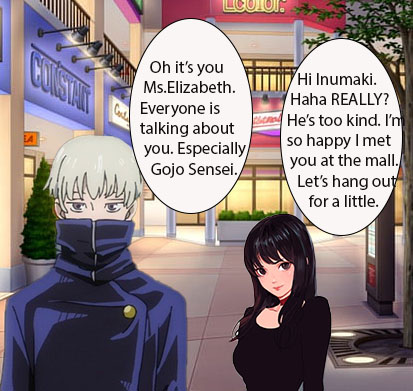 Lcolor.
CONSTANT
Oh it's you
Ms.Elizabeth.
Everyone is
talking about
you. Especially
Gojo Sensei.
Hi Inumaki.
Haha REALLY?
He's too kind. I'm
so happy I met
you at the mall.
Let's hang out
for a little.